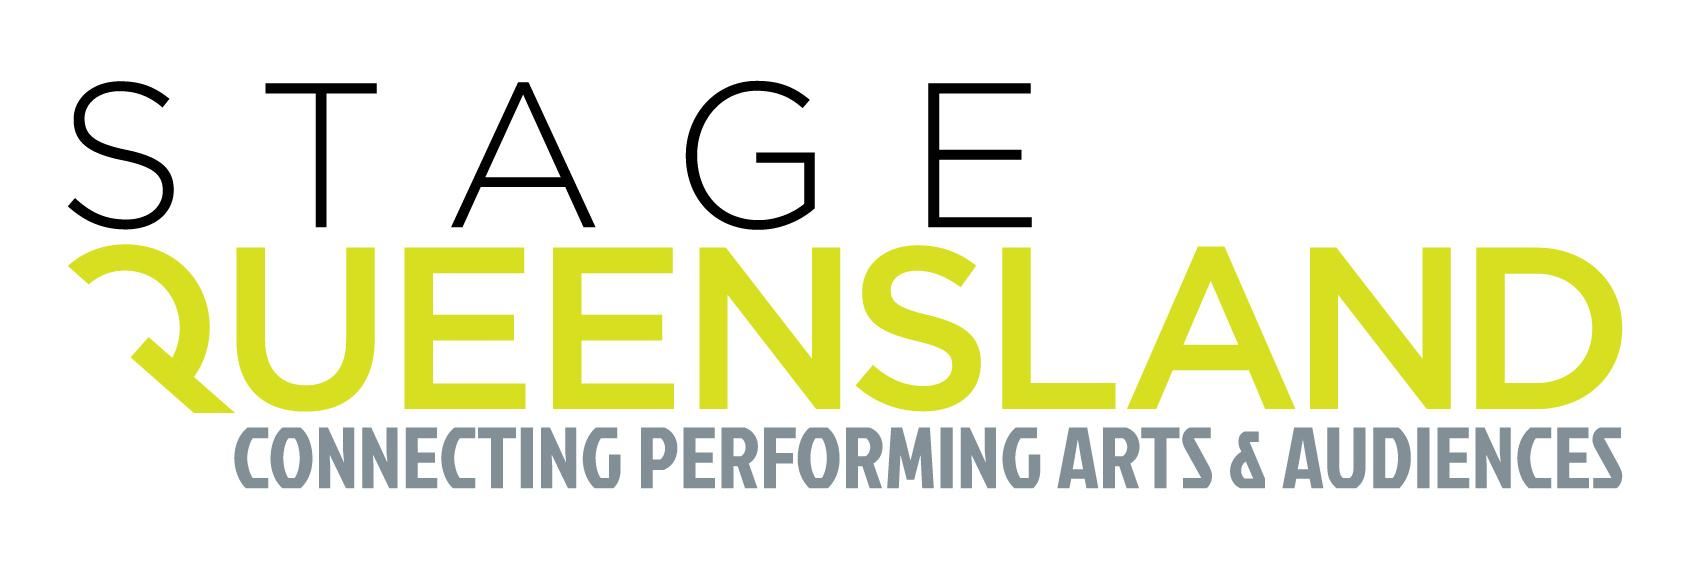 STAGE
QUEENSLAND
CONNECTING PERFORMING ARTS & AUDIENCES